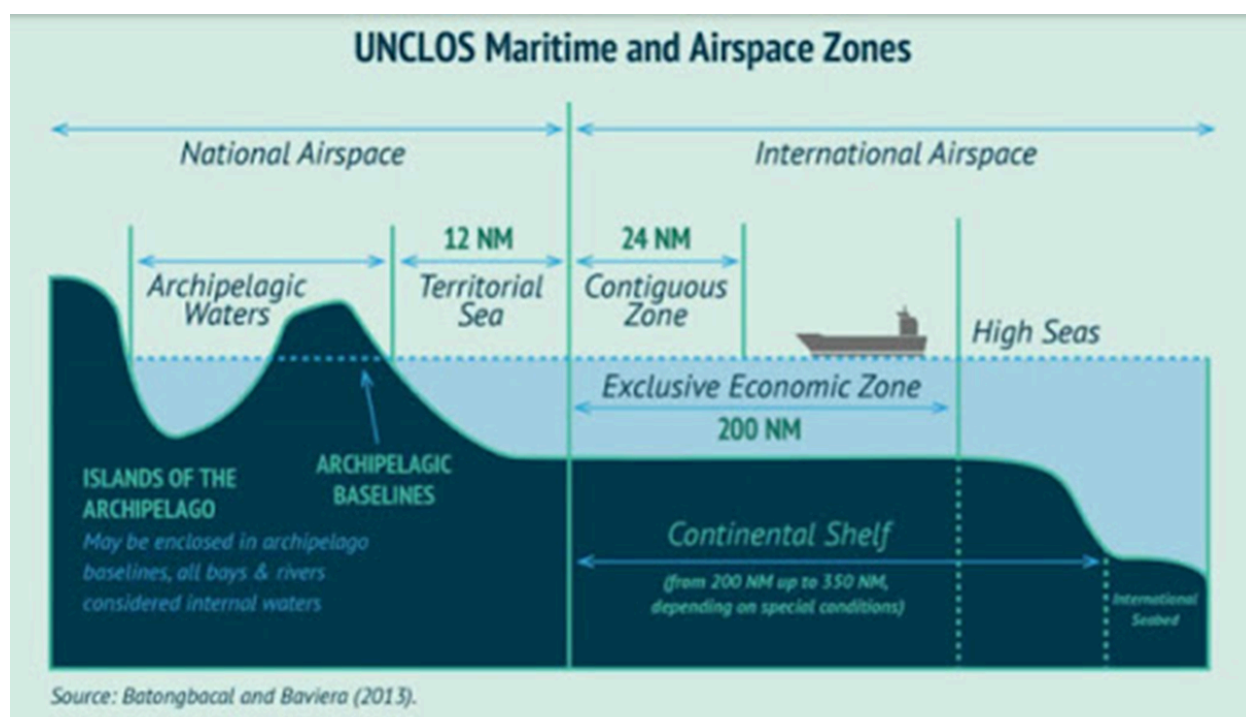 UNCLOS Maritime and Airspace Zones
National Airspace
International Airspace
12 NM
24 NM
Archipelagic
Waters
Territorial
Sea
Contiguous
Zone
High Seas
Exclusive Economic Zone
200 NM
ARCHIPELAGIC
BASELINES
ISLANDS OF THE
ARCHIPELAGO
May be enclosed in archipelago
baselines, all bays & rivers
considered internal waters
Continental Shelf
(from 200 NM up to 350 NM,
depending on special conditions)
International
Seabed
Source: Batongbacal and Baviera (2013).